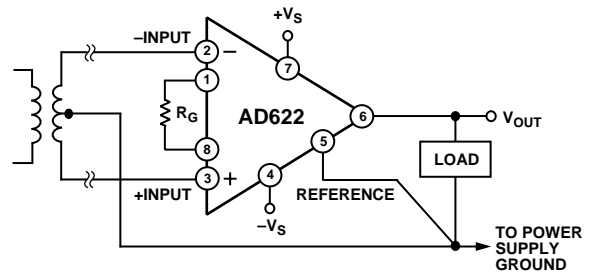 +VS
–INPUT
2
–
1
7
RG
AD622
6
VOUT
5
8
LOAD
3
+
4
+INPUT
REFERENCE
–VS
TO POWER
SUPPLY
GROUND